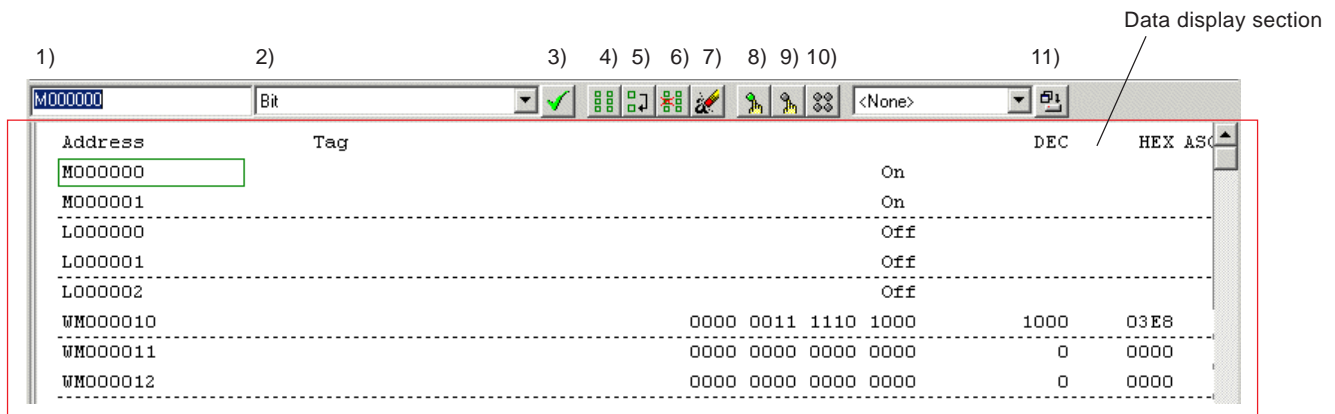 Data display section
1) 2) 3) 4) 5) 6) 7) 8) 9) 10) 11)
M000000 Bit <None>
Address Tag DEC HEX ASC
M000000 On
M000001 On
L000000 Off
L000001 Off
L000002 Off
WM000010 0000 0011 1110 1000 1000 03E8
WM000011 0000 0000 0000 0000 0 0000
WM000012 0000 0000 0000 0000 0 0000